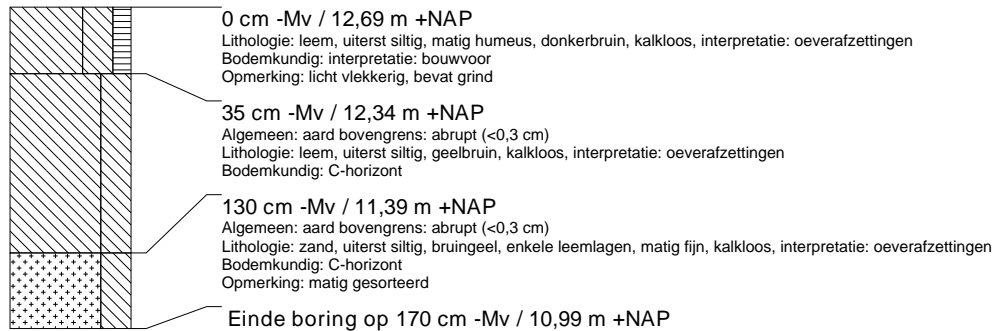 0 cm -Mv / 12,69 m +NAP
Lithologie: leem, uiterst siltig, matig humeus, donkerbruin, kalkloos, interpretatie: oeverafzettingen
Bodemkundig: interpretatie: bouwvoor
Opmerking: licht vlekkerig, bevat grind
35 cm -Mv / 12,34 m +NAP
Algemeen: aard bovengrens: abrupt (<0,3 cm)
Lithologie: leem, uiterst siltig, geelbruin, kalkloos, interpretatie: oeverafzettingen
Bodemkundig: C-horizont
130 cm -Mv / 11,39 m +NAP
Algemeen: aard bovengrens: abrupt (<0,3 cm)
Lithologie: zand, uiterst siltig, bruingeel, enkele leemlagen, matig fijn, kalkloos, interpretatie: oeverafzettingen
Bodemkundig: C-horizont
Opmerking: matig gesorteerd
Einde boring op 170 cm -Mv / 10,99 m +NAP